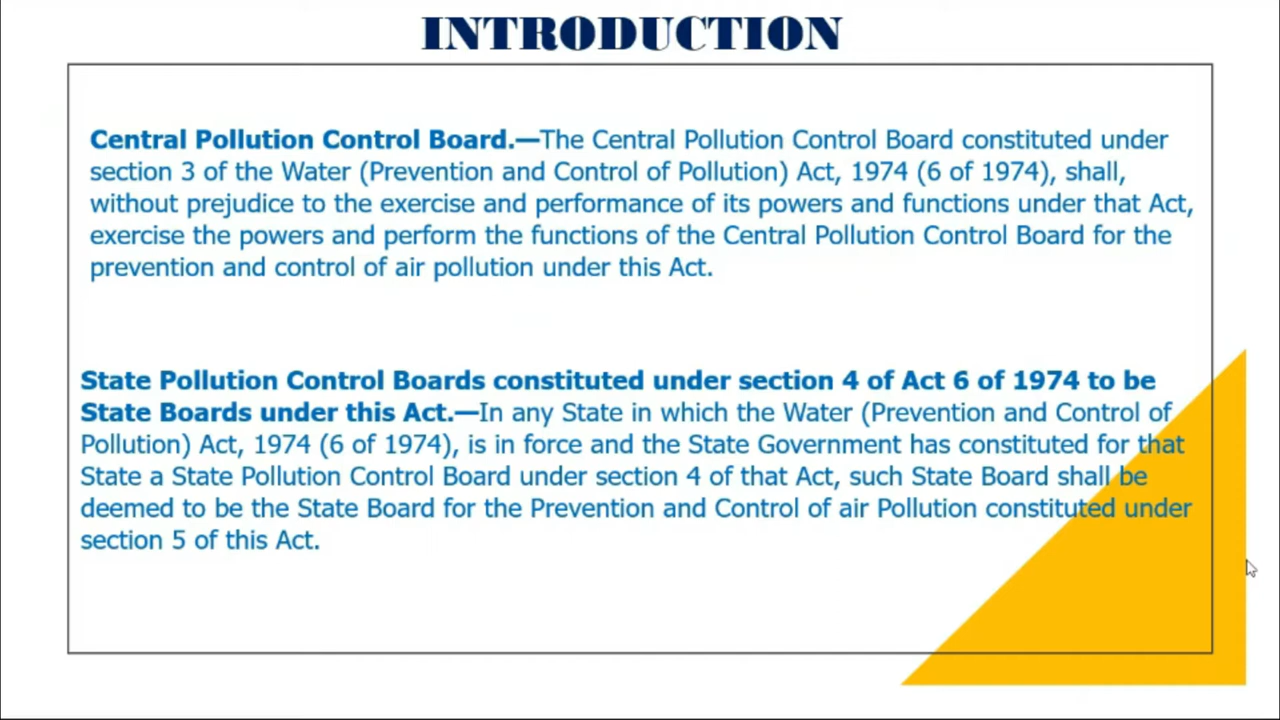 INTRODUCTION
Central Pollution Control Board.—The Central Pollution Control Board constituted under
section 3 of the Water (Prevention and Control of Pollution) Act, 1974 (6 of 1974), shall,
without prejudice to the exercise and performance of its powers and functions under that Act,
exercise the powers and perform the functions of the Central Pollution Control Board for the
prevention and control of air pollution under this Act.
State Pollution Control Boards constituted under section 4 of Act 6 of 1974 to be
State Boards under this Act.—In any State in which the Water (Prevention and Control of
Pollution) Act, 1974 (6 of 1974), is in force and the State Government has constituted for that
State a State Pollution Control Board under section 4 of that Act, such State Board shall be
deemed to be the State Board for the Prevention and Control of air Pollution constituted under
section 5 of this Act.